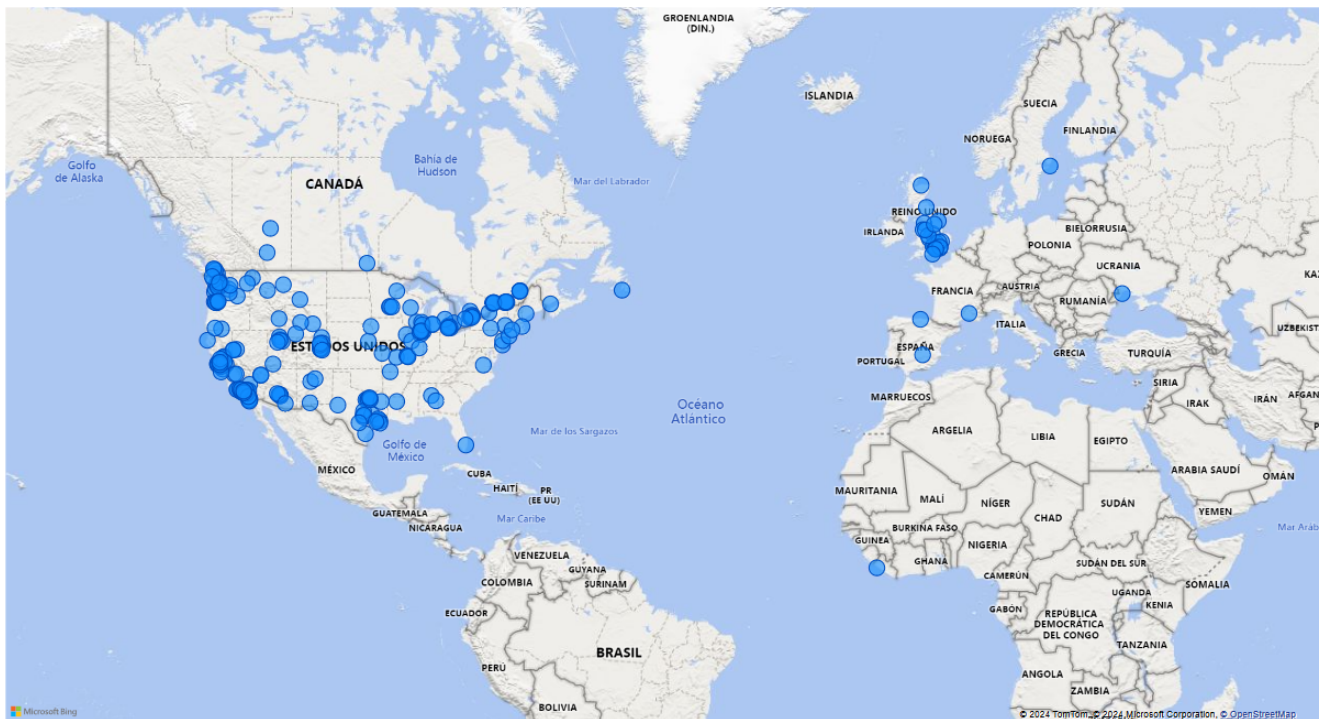 GROENLANDIA
(DIN.)
ISLANDIA
SUECIA
FINLANDIA
NORUEGA
Golfo
de Alaska
Bahía de
Hudson
CANADÁ
Mar del Labrador
REINO UNIDO
IRLANDA
BIELORRUSIA
POLONIA
UCRANIA
KAZ
FRANCIA
AUSTRIA
RUMANÍA
ITALIA
UZBEKIST
ESTADOS UNIDOS
ESPAÑA
PORTUGAL
GRECIA
TURQUÍA
SIRIA
IRAK
IRÁN
AFGAN
MARRUECOS
Océano
Atlántico
Mar de los Sargazos
Golfo de
México
MÉXICO
ARGELIA
LIBIA
EGIPTO
ARABIA SAUDÍ
OMÁN
CUBA
HAITÍ
PR
(EE UU)
MAURITANIA
MALÍ
NÍGER
SUDÁN
YEMEN
GUATEMALA
NICARAGUA
Mar Caribe
CHAD
BURKINA FASO
Mar Aráb
GUINEA
GHANA
NIGERIA
VENEZUELA
GUYANA
SURINAM
COLOMBIA
CAMERÚN
SUDÁN DEL SUR
SOMALIA
ECUADOR
GABÓN
UGANDA
KENIA
REPÚBLICA
DEMOCRÁTICA
DEL CONGO
TANZANIA
PERÚ
BRASIL
ANGOLA
ZAMBIA
BOLIVIA
Microsoft Bing
© 2024 TomTom, © 2024 Microsoft Corporation, © OpenStreetMap